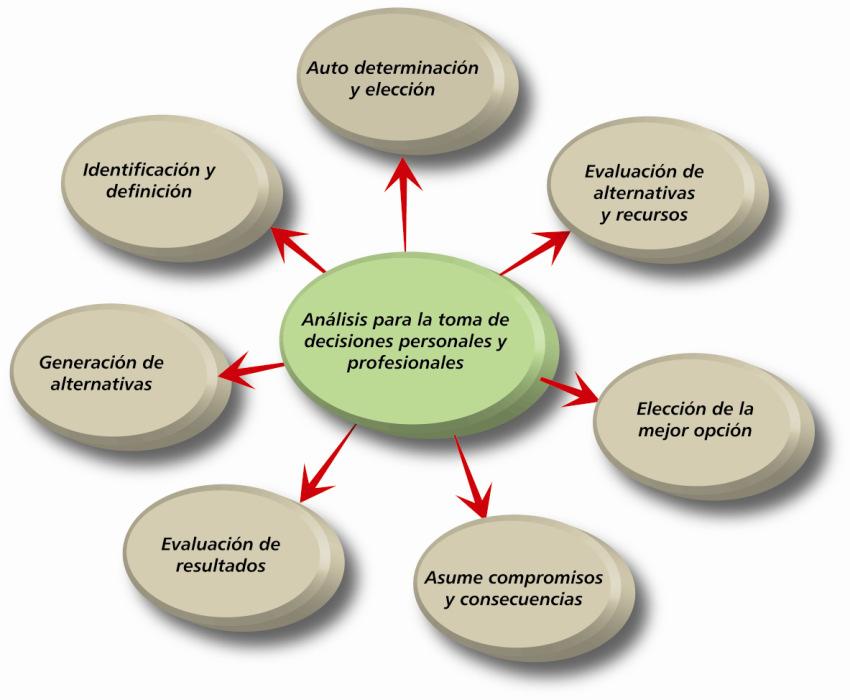 Auto determinación
y elección
Identificación y
definición
Evaluación de
alternativas
y recursos
Análisis para la toma de
decisiones personales y
profesionales
Generación de
alternativas
Elección de la
mejor opción
Evaluación de
resultados
Asume compromisos
y consecuencias